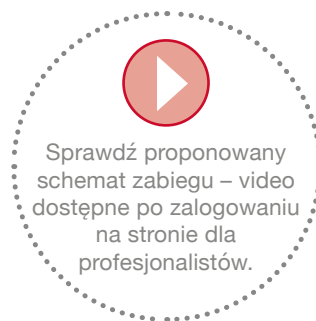 Sprawdź proponowany
schemat zabiegu – video
dostępne po zalogowaniu
na stronie dla
profesjonalistów.